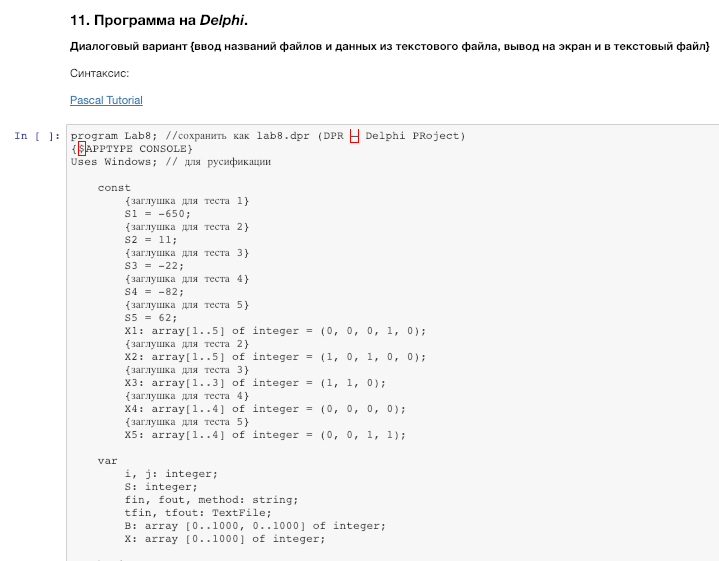 11. Программа на Delphi.
Диалоговый вариант {ввод названий файлов и данных из текстового файла, вывод на экран и в текстовый файл}
Синтаксис:
Pascal Tutorial
In [ ]: program Lab8; //сохранить как lab8.dpr (DPR — Delphi PRoject)
{$APPTYPE CONSOLE}
Uses Windows; // для русификации
const
{заглушка для теста 1}
S1 = -650;
{заглушка для теста 2}
S2 = 11;
{заглушка для теста 3}
S3 = -22;
{заглушка для теста 4}
S4 = -82;
{заглушка для теста 5}
S5 = 62;
X1: array[1..5] of integer = (0, 0, 0, 1, 0);
{заглушка для теста 2}
X2: array[1..5] of integer = (1, 0, 1, 0, 0);
{заглушка для теста 3}
X3: array[1..3] of integer = (1, 1, 0);
{заглушка для теста 4}
X4: array[1..4] of integer = (0, 0, 0, 0);
{заглушка для теста 5}
X5: array[1..4] of integer = (0, 0, 1, 1);
var
i, j: integer;
S: integer;
fin, fout, method: string;
tfin, tfout: TextFile;
B: array [0..1000, 0..1000] of integer;
X: array [0..1000] of integer;